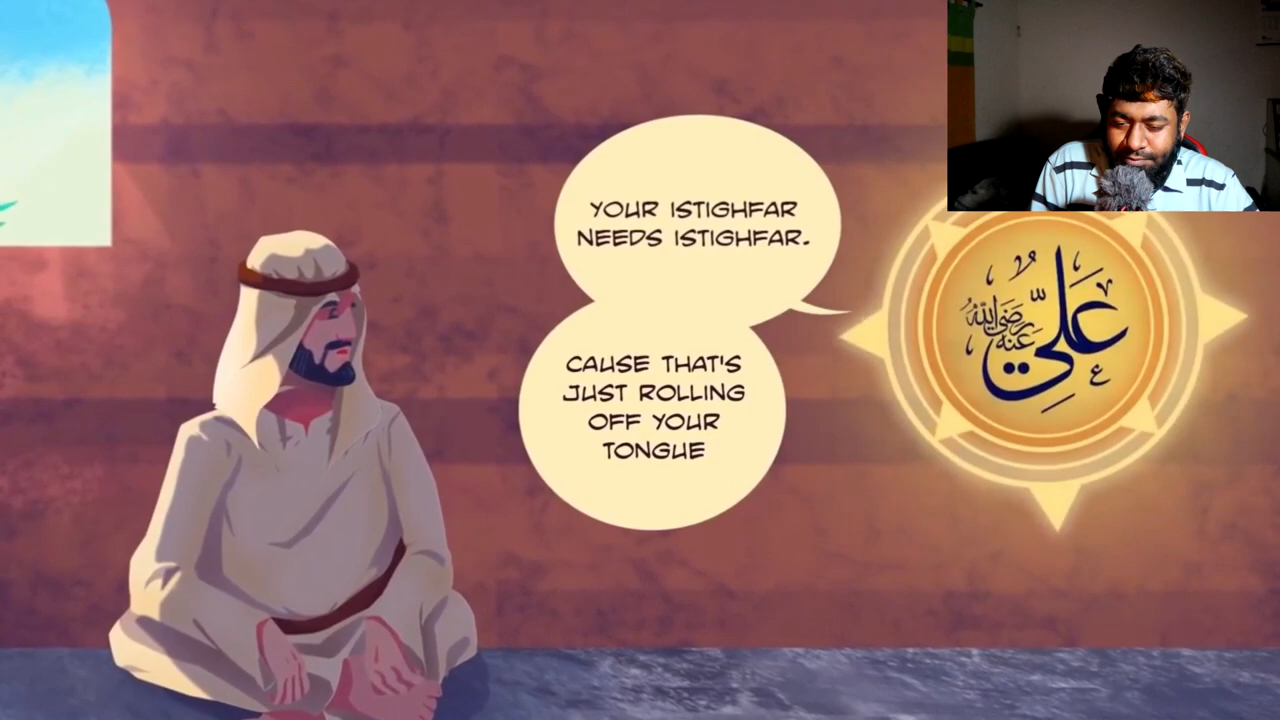 YOUR ISTIGHFAR
NEEDS ISTIGHFAR.
CAUSE THAT'S
JUST ROLLING
OFF YOUR
TONGUE
عليّ
رضي الله
عنه